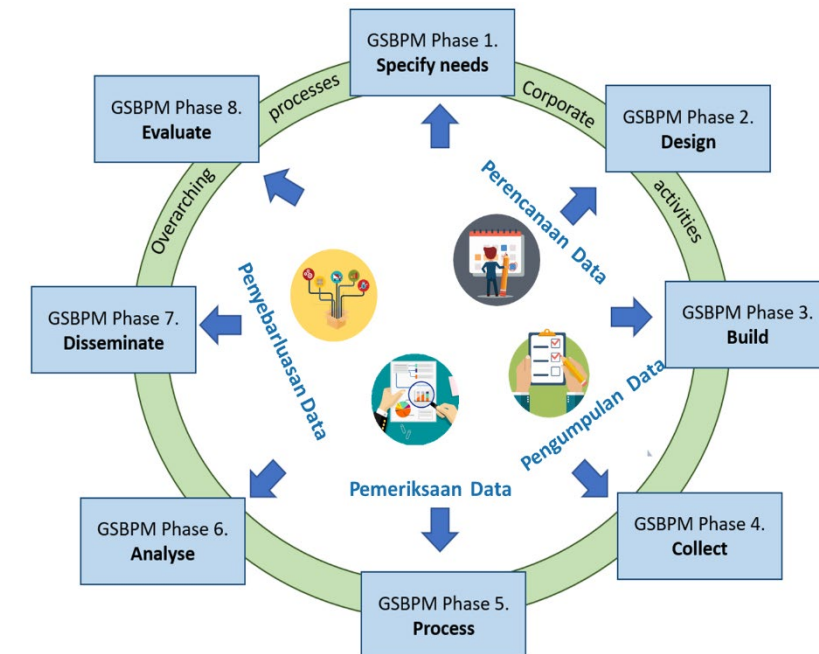 GSBPM Phase 1.
Specify needs
GSBPM Phase 2.
Design
GSBPM Phase 3.
Build
GSBPM Phase 4.
Collect
GSBPM Phase 5.
Process
GSBPM Phase 6.
Analyse
GSBPM Phase 7.
Disseminate
GSBPM Phase 8.
Evaluate
Overarching processes
Corporate activities
Perencanaan Data
Pengumpulan Data
Pemeriksaan Data
Penyebarluasan Data